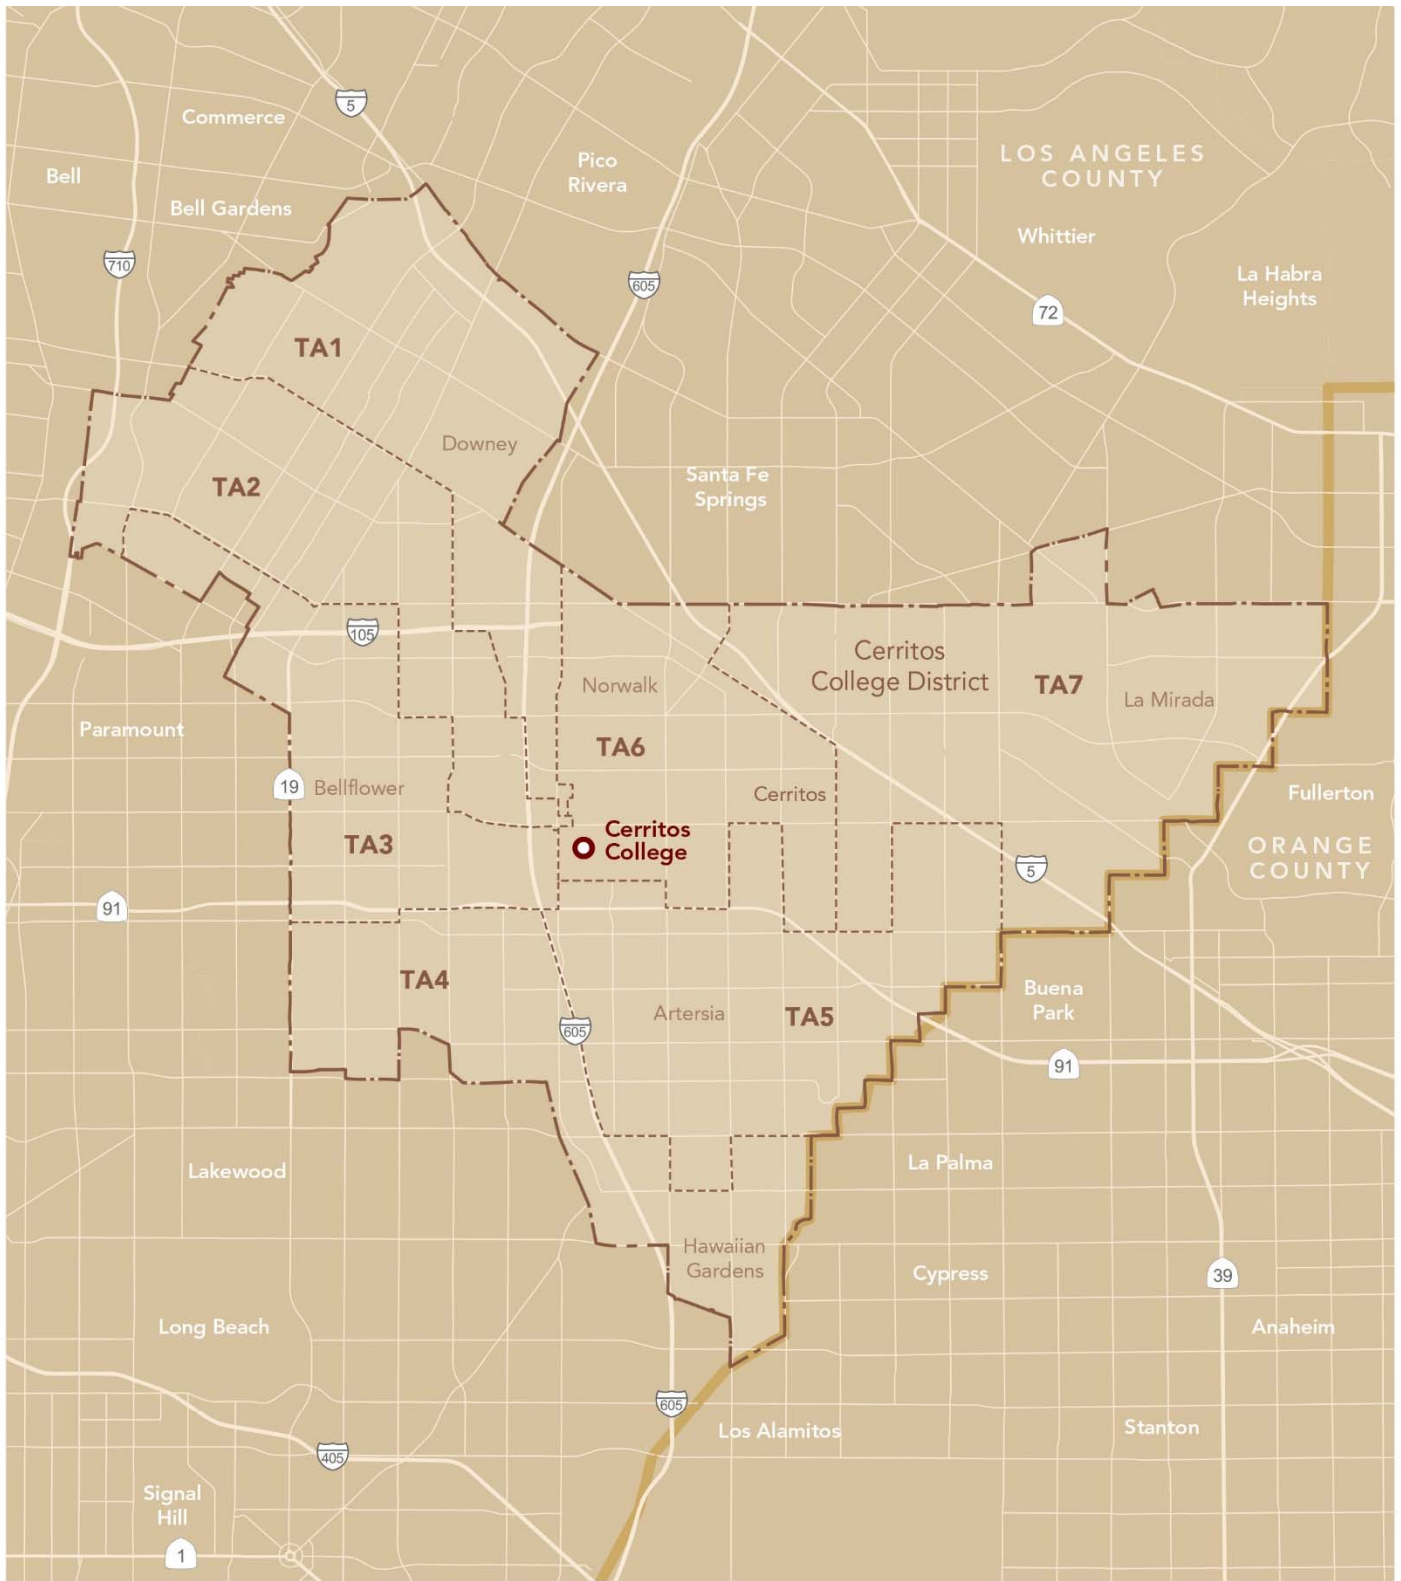 5
Commerce
LOS ANGELES
COUNTY
Pico
Rivera
Bell
Bell Gardens
Whittier
710
605
La Habra
Heights
72
TA1
Downey
TA2
Santa Fe
Springs
105
Cerritos
College District
Norwalk
TA7
La Mirada
Paramount
TA6
19
Bellflower
Cerritos
Fullerton
TA3
Cerritos
College
ORANGE
COUNTY
5
91
TA4
Buena
Park
Artersia
TA5
605
91
Lakewood
La Palma
Hawaiian
Gardens
Cypress
39
Long Beach
Anaheim
605
Los Alamitos
Stanton
405
Signal
Hill
1